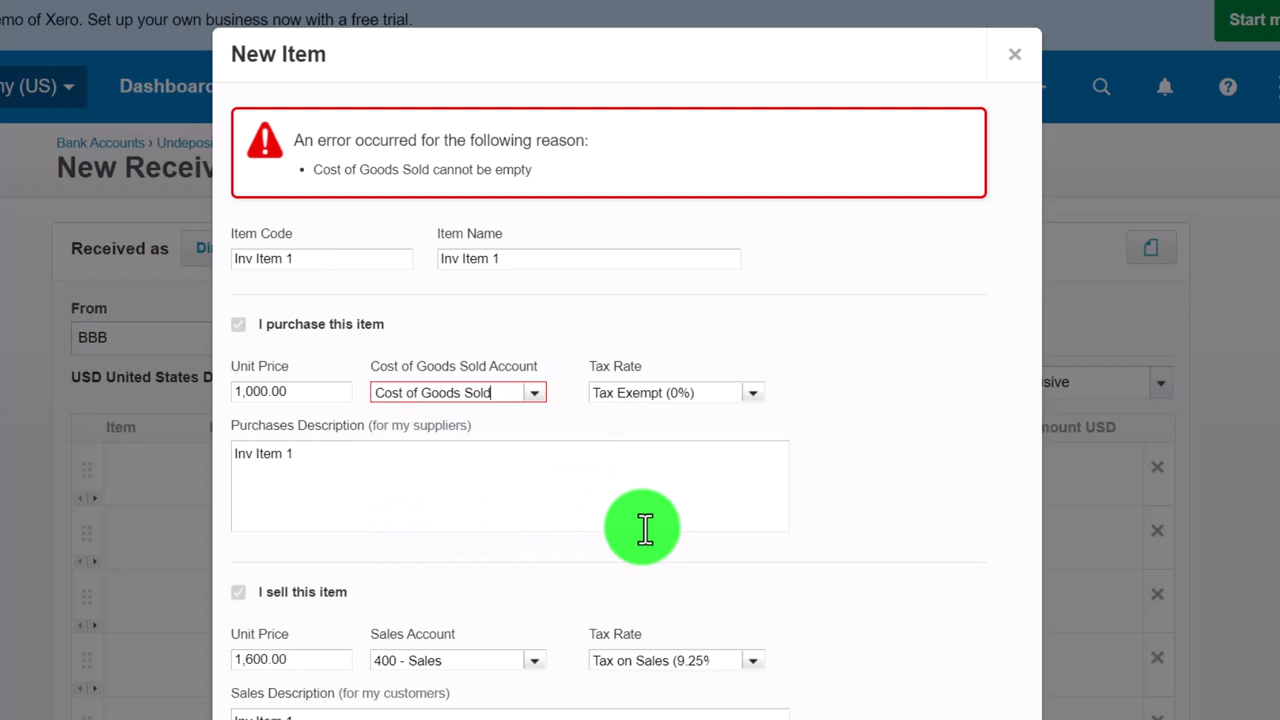 emo of Xero. Set up your own business now with a free trial.
Start m
New Item
ny (US)
Dashboard
Bank Accounts › Undeposi
An error occurred for the following reason:
• Cost of Goods Sold cannot be empty
New Receiv
Received as
Di
Item Code
Item Name
Inv Item 1
Inv Item 1
From
BBB
I purchase this item
USD United States D
Unit Price
Cost of Goods Sold Account
Tax Rate
usive
1,000.00
Cost of Goods Sold
Tax Exempt (0%)
Item
Purchases Description (for my suppliers)
mount USD
Inv Item 1
I sell this item
Unit Price
Sales Account
Tax Rate
1,600.00
400 - Sales
Tax on Sales (9.25%
Sales Description (for my customers)
Inv Item 1